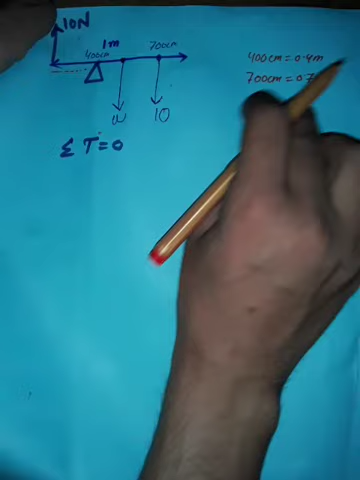 10N
1m
400cm
700cm
400cm = 0.4m
700cm = 0.7
w
10
Σ T = 0